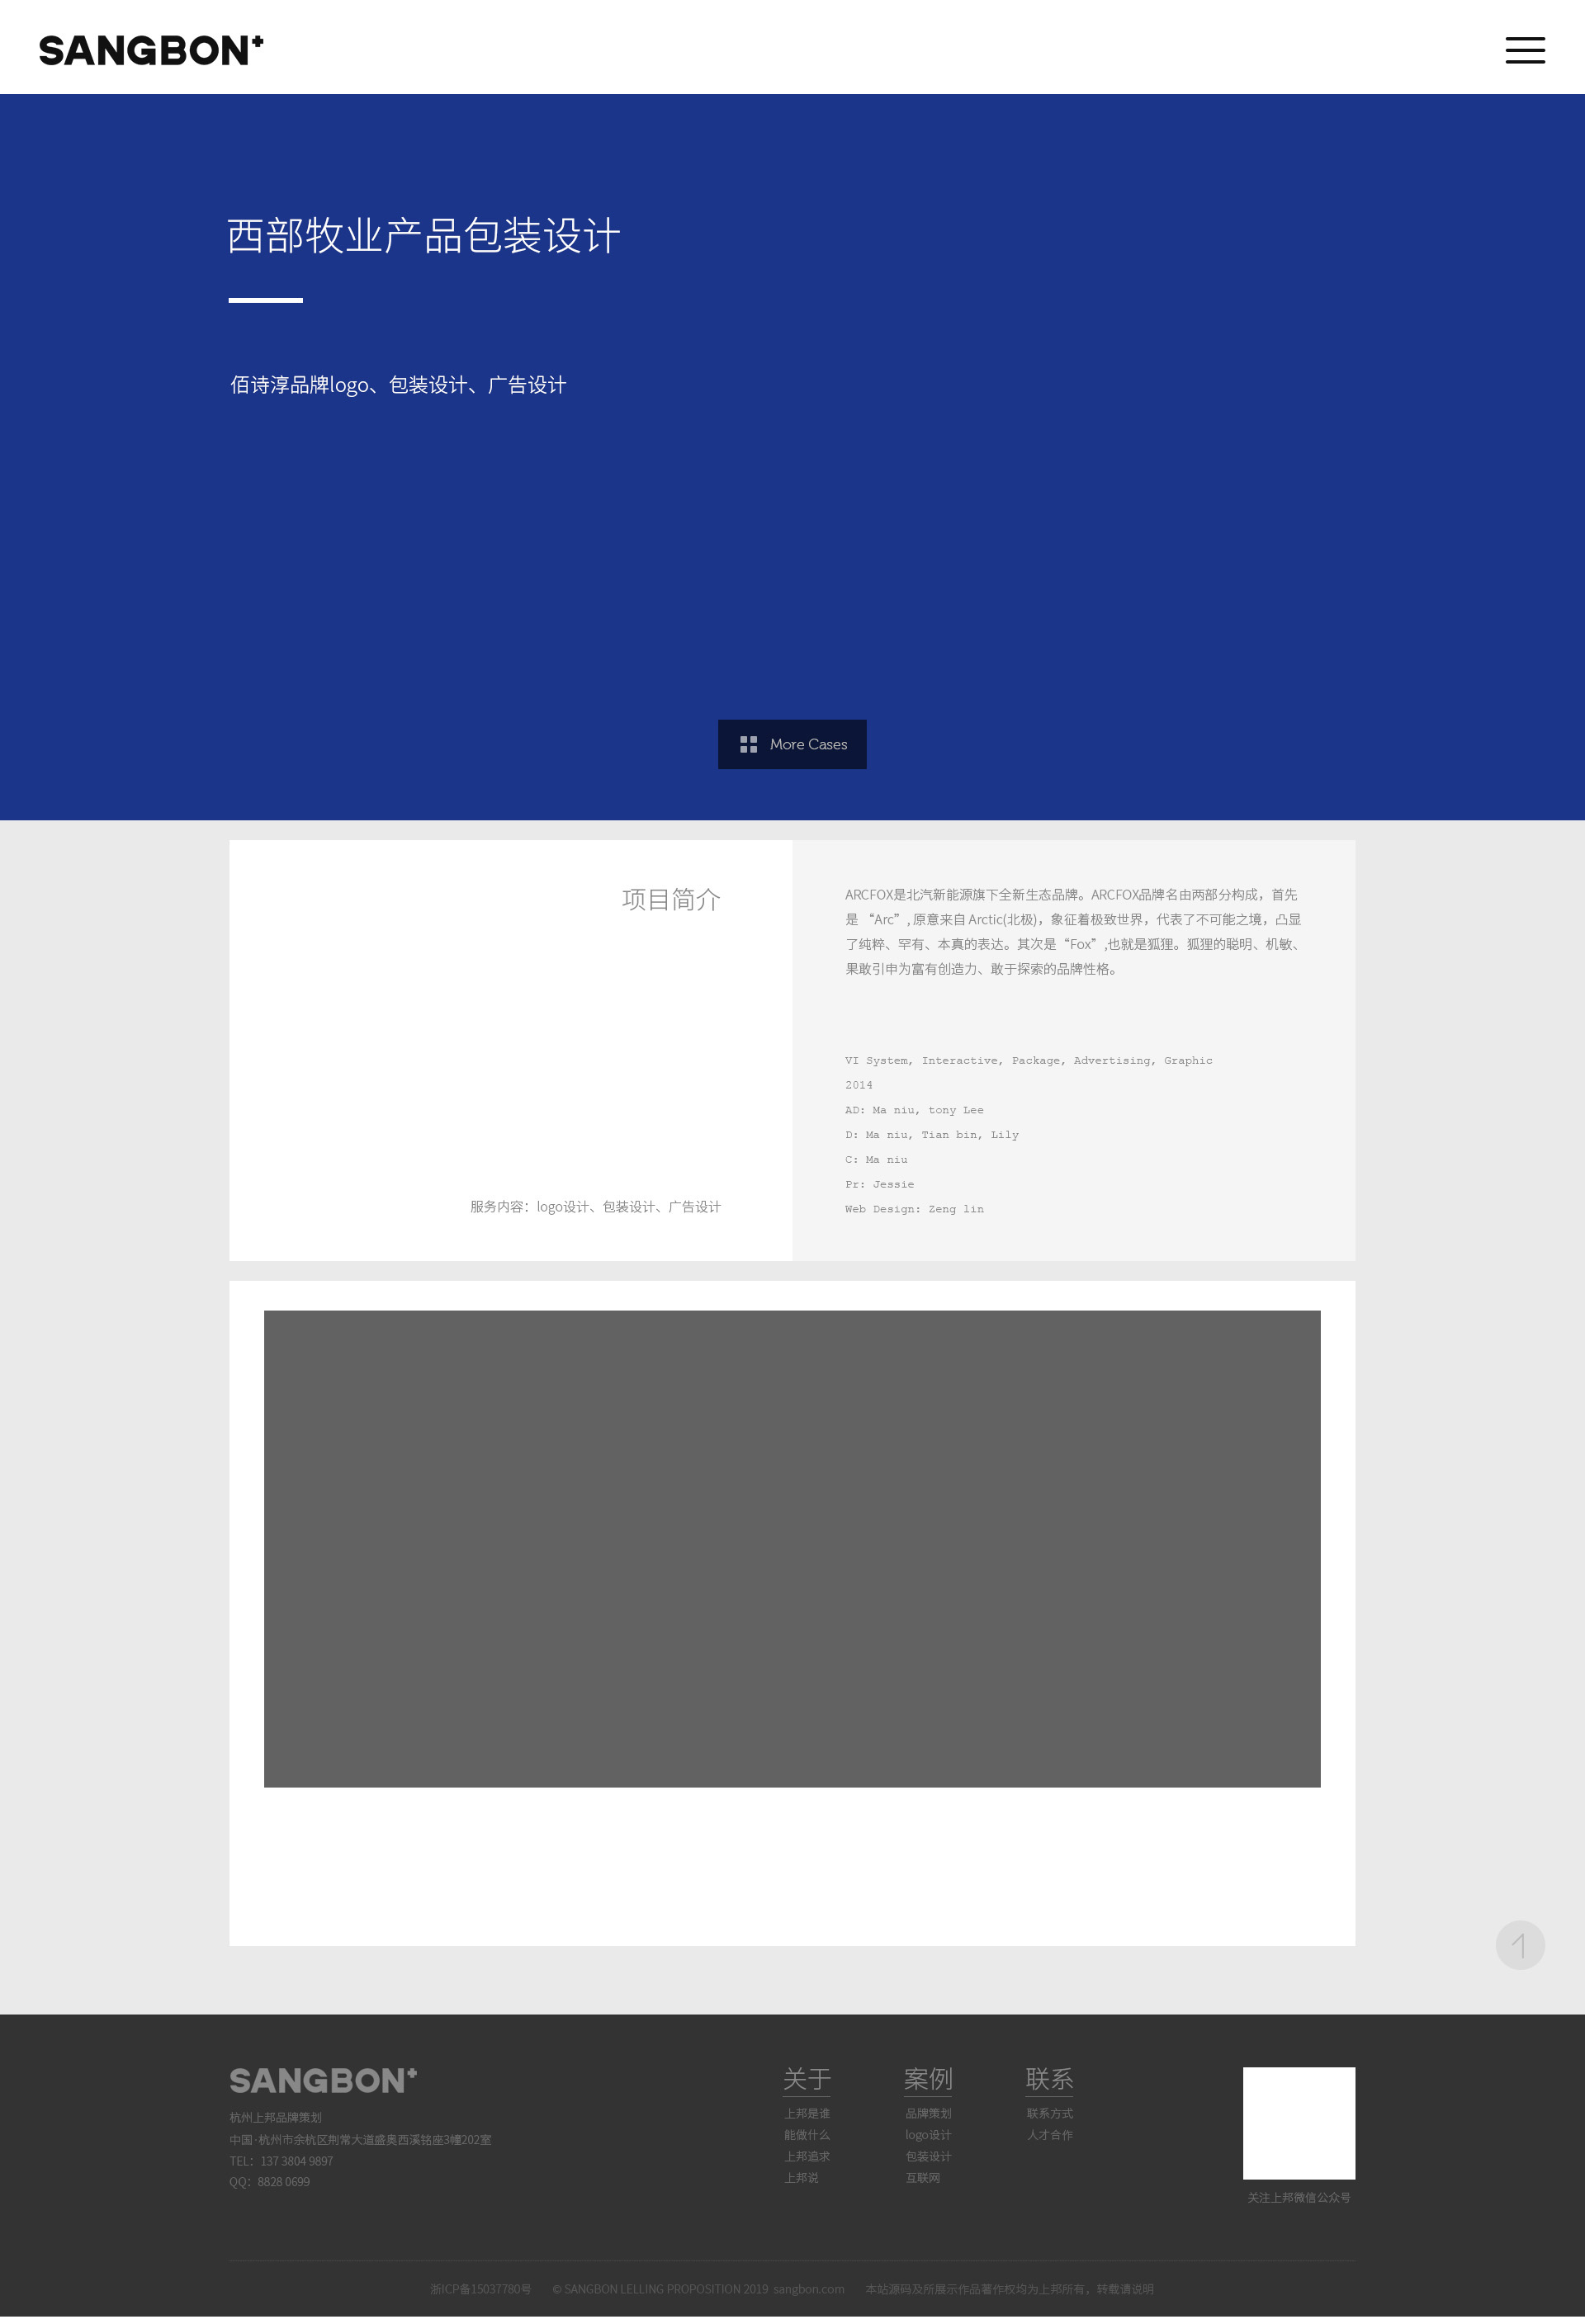 SANGBON+
西部牧业产品包装设计
佰诗淳品牌logo、包装设计、广告设计
More Cases
项目简介
服务内容：logo设计、包装设计、广告设计
ARCFOX是北汽新能源旗下全新生态品牌。ARCFOX品牌名由两部分构成，首先
是 “Arc”, 原意来自 Arctic(北极)，象征着极致世界，代表了不可能之境，凸显
了纯粹、罕有、本真的表达。其次是“Fox”,也就是狐狸。狐狸的聪明、机敏、
果敢引申为富有创造力、敢于探索的品牌性格。
VI System, Interactive, Package, Advertising, Graphic
2014
AD: Ma niu, tony Lee
D: Ma niu, Tian bin, Lily
C: Ma niu
Pr: Jessie
Web Design: Zeng lin
SANGBON+
杭州上邦品牌策划
中国·杭州市余杭区荆常大道盛奥西溪铭座3幢202室
TEL：137 3804 9897
QQ：8828 0699
关于
上邦是谁
能做什么
上邦追求
上邦说
案例
品牌策划
logo设计
包装设计
互联网
联系
联系方式
人才合作
关注上邦微信公众号
浙ICP备15037780号 © SANGBON LELLING PROPOSITION 2019 sangbon.com 本站源码及所展示作品著作权均为上邦所有，转载请说明